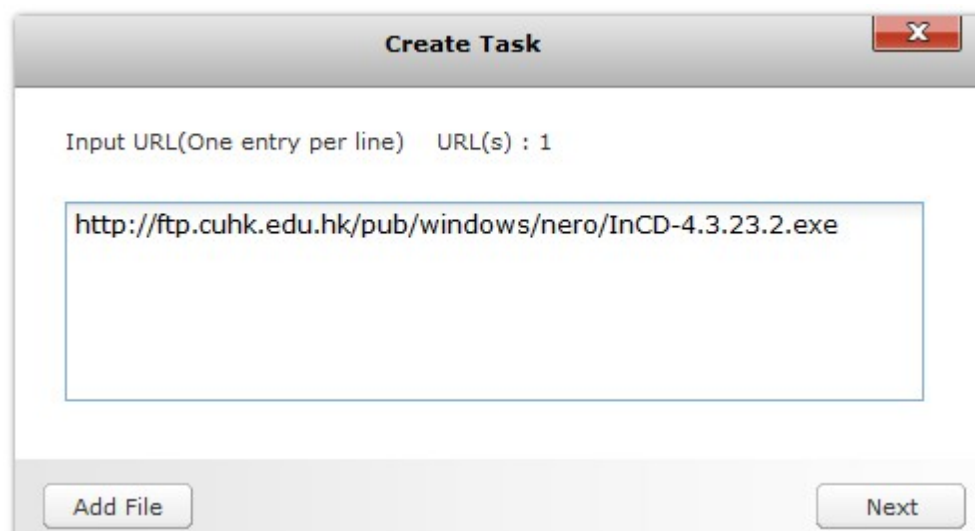 Create Task
Input URL(One entry per line) URL(s) : 1
http://ftp.cuhk.edu.hk/pub/windows/nero/InCD-4.3.23.2.exe
Add File
Next